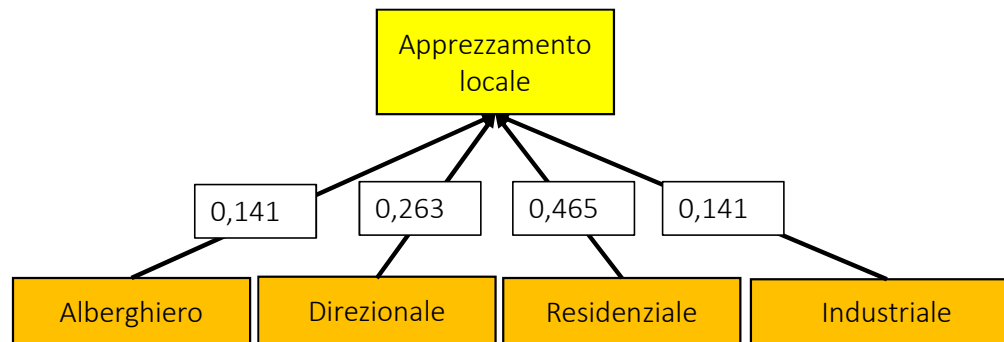 Apprezzamento
locale
0,141
0,263
0,465
0,141
Alberghiero
Direzionale
Residenziale
Industriale